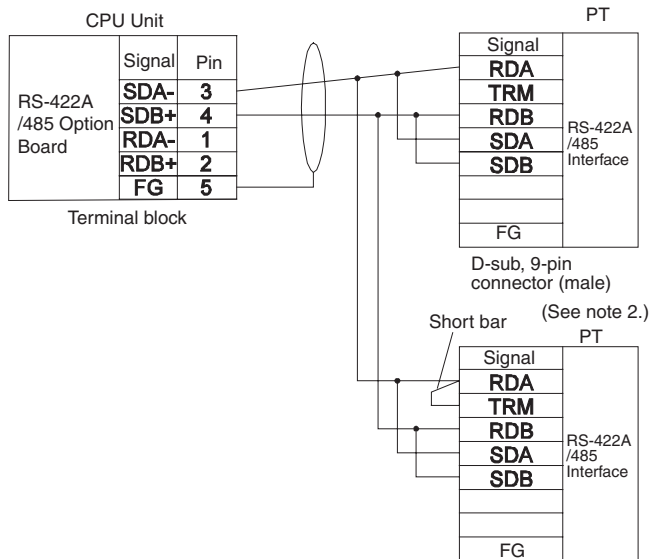 CPU Unit
Signal Pin
SDA- 3
SDB+ 4
RDA- 1
RDB+ 2
FG 5
RS-422A
/485 Option
Board
Terminal block
PT
Signal
RDA
TRM
RDB
SDA
SDB
FG
RS-422A
/485
Interface
D-sub, 9-pin
connector (male)
(See note 2.)
Short bar
PT
Signal
RDA
TRM
RDB
SDA
SDB
FG
RS-422A
/485
Interface